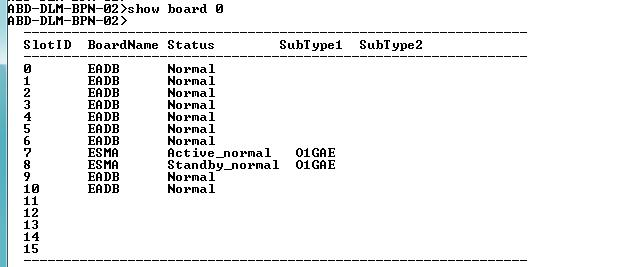 ABD-DLM-BPN-02>show board 0
ABD-DLM-BPN-02>
-------------------------------------------------------------------
SlotID BoardName Status SubType1 SubType2
-------------------------------------------------------------------
0 EADB Normal
1 EADB Normal
2 EADB Normal
3 EADB Normal
4 EADB Normal
5 EADB Normal
6 EADB Normal
7 ESMA Active_normal O1GAE
8 ESMA Standby_normal O1GAE
9 EADB Normal
10 EADB Normal
11
12
13
14
15
-------------------------------------------------------------------